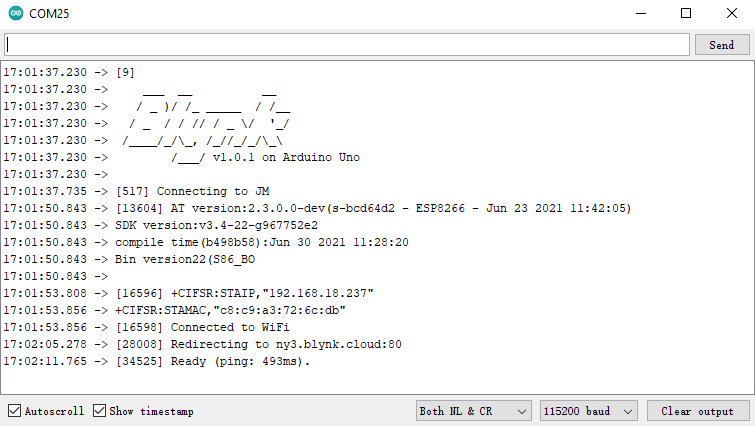 COM25
Send
17:01:37.230 -> [9]
17:01:37.230 ->     ___  __          __
17:01:37.230 ->    / _ )/ /_ _____  / /__
17:01:37.230 ->   / _  / / // / _ \/  '_/
17:01:37.230 ->  /____/_/\_, /_//_/_/\_\
17:01:37.230 ->         /___/ v1.0.1 on Arduino Uno
17:01:37.230 ->
17:01:37.735 -> [517] Connecting to JM
17:01:50.843 -> [13604] AT version:2.3.0.0-dev(s-bcd64d2 - ESP8266 - Jun 23 2021 11:42:05)
17:01:50.843 -> SDK version:v3.4-22-g967752e2
17:01:50.843 -> compile time(b498b58):Jun 30 2021 11:28:20
17:01:50.843 -> Bin version22(S86_BO
17:01:50.843 ->
17:01:53.808 -> [16596] +CIFSR:STAIP,"192.168.18.237"
17:01:53.856 -> +CIFSR:STAMAC,"c8:c9:a3:72:6c:db"
17:01:53.856 -> [16598] Connected to WiFi
17:02:05.278 -> [28008] Redirecting to ny3.blynk.cloud:80
17:02:11.765 -> [34525] Ready (ping: 493ms).
Autoscroll Show timestamp Both NL & CR 115200 baud Clear output